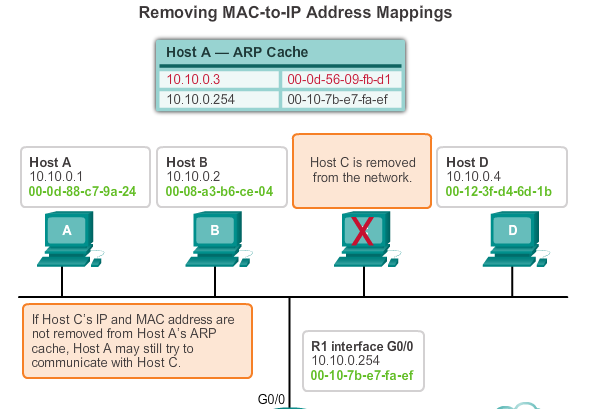 Removing MAC-to-IP Address Mappings
Host A — ARP Cache
10.10.0.3 00-0d-56-09-fb-d1
10.10.0.254 00-10-7b-e7-fa-ef
Host A
10.10.0.1
00-0d-88-c7-9a-24
Host B
10.10.0.2
00-08-a3-b6-ce-04
Host C is removed
from the network.
Host D
10.10.0.4
00-12-3f-d4-6d-1b
A
B
D
If Host C's IP and MAC address are
not removed from Host A's ARP
cache, Host A may still try to
communicate with Host C.
R1 interface G0/0
10.10.0.254
00-10-7b-e7-fa-ef
G0/0